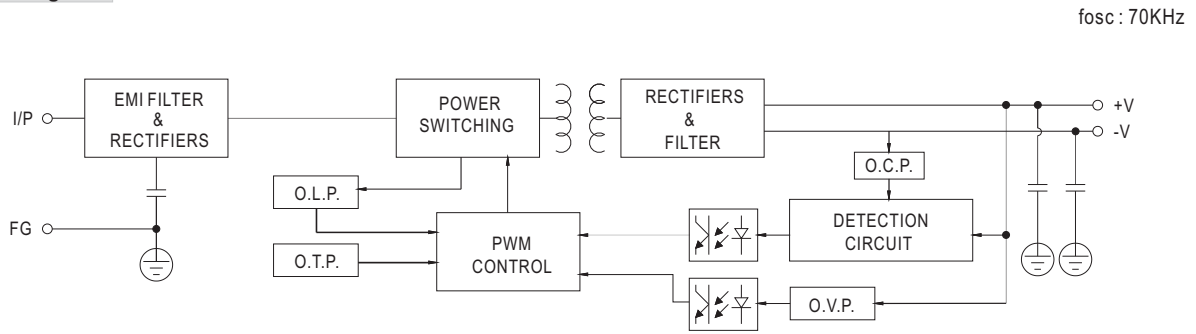 fosc : 70KHz
I/P
EMI FILTER
&
RECTIFIERS
POWER
SWITCHING
RECTIFIERS
&
FILTER
+V
-V
O.C.P.
O.L.P.
FG
PWM
CONTROL
DETECTION
CIRCUIT
O.T.P.
O.V.P.